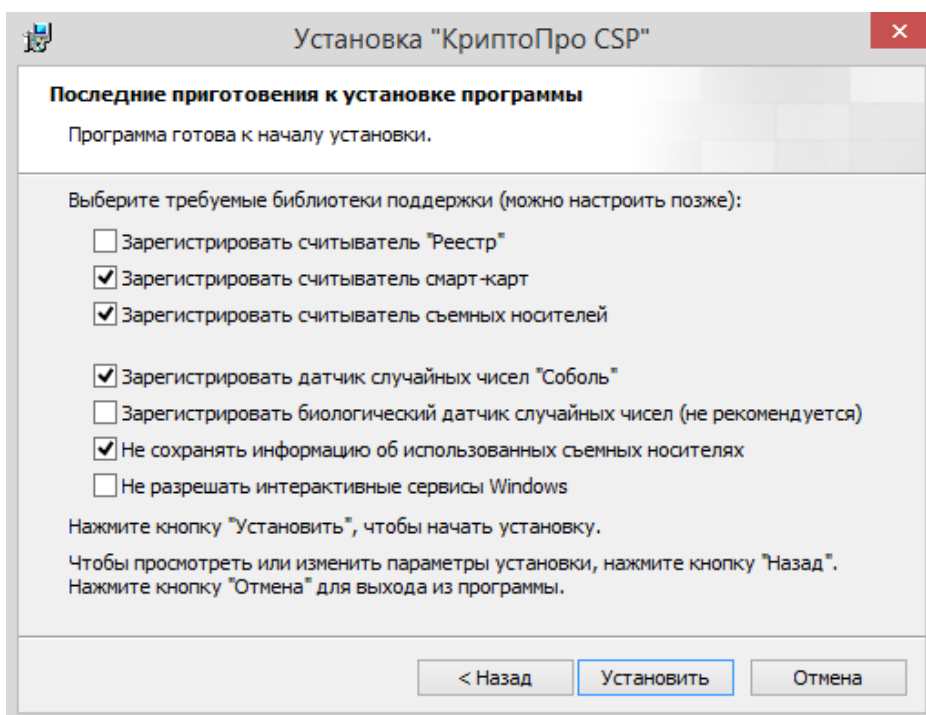 Установка "КриптоПро CSP"
Последние приготовения к установке программы
Программа готова к началу установки.
Выберите требуемые библиотеки поддержки (можно настроить позже):
Зарегистрировать считыватель "Реестр"
Зарегистрировать считыватель смарт-карт
Зарегистрировать считыватель съемных носителей
Зарегистрировать датчик случайных чисел "Соболь"
Зарегистрировать биологический датчик случайных чисел (не рекомендуется)
Не сохранять информацию об использованных съемных носителях
Не разрешать интерактивные сервисы Windows
Нажмите кнопку "Установить", чтобы начать установку.
Чтобы просмотреть или изменить параметры установки, нажмите кнопку "Назад".
Нажмите кнопку "Отмена" для выхода из программы.
< Назад Установить Отмена